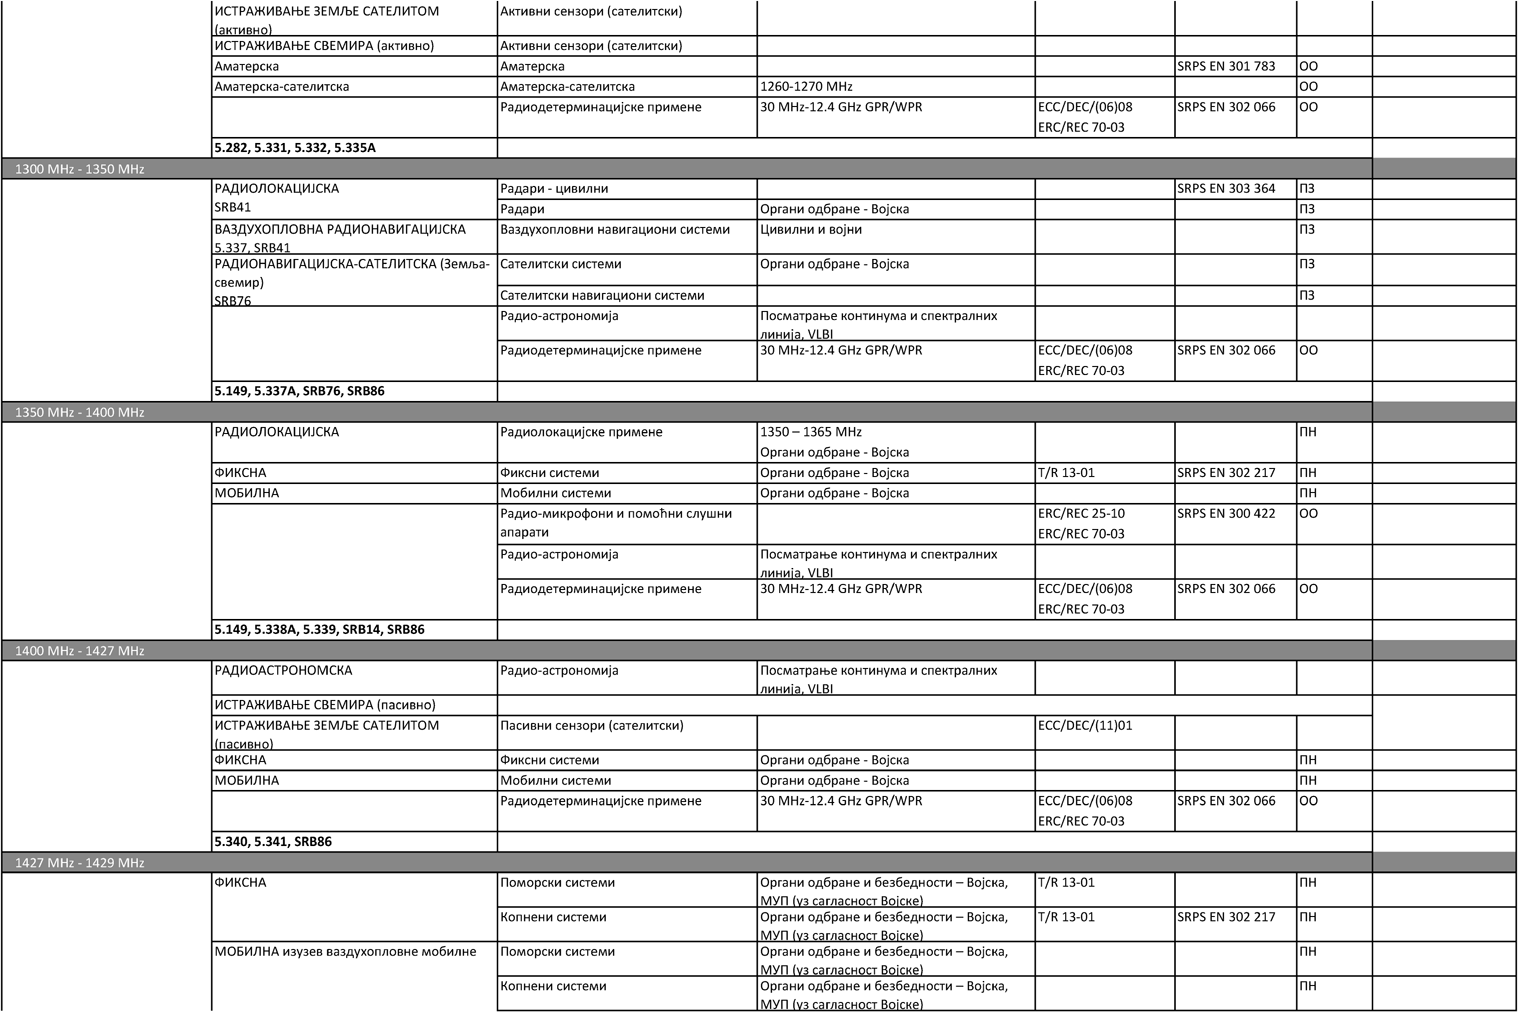 ИСТРАЖИВАЊЕ ЗЕМЉЕ САТЕЛИТОМ Активни сензори (сателитски)
(активно)
ИСТРАЖИВАЊЕ СВЕМИРА (активно) Активни сензори (сателитски)
Аматерска Аматерска SRPS EN 301 783 ОО
Аматерска-сателитска Аматерска-сателитска 1260-1270 MHz ОО
Радиодетерминацијске примене 30 MHz-12.4 GHz GPR/WPR ECC/DEC/(06)08 SRPS EN 302 066 ОО
ERC/REC 70-03
5.282, 5.331, 5.332, 5.335A
1300 MHz - 1350 MHz
РАДИОЛОКАЦИЈСКА Радари - цивилни SRPS EN 303 364 ПЗ
SRB41 Радари Органи одбране - Војска ПЗ
ВАЗДУХОПЛОВНА РАДИОНАВИГАЦИЈСКА Ваздухопловни навигациони системи Цивилни и војни ПЗ
5.337, SRB41
РАДИОНАВИГАЦИЈСКА-САТЕЛИТСКА (Земља- Сателитски системи Органи одбране - Војска ПЗ
свемир)
SRB76 Сателитски навигациони системи ПЗ
Радио-астрономија Посматрање континума и спектралних
линија, VLBI
Радиодетерминацијске примене 30 MHz-12.4 GHz GPR/WPR ECC/DEC/(06)08 SRPS EN 302 066 ОО
ERC/REC 70-03
5.149, 5.337A, SRB76, SRB86
1350 MHz - 1400 MHz
РАДИОЛОКАЦИЈСКА Радиолокацијске примене 1350 – 1365 MHz ПН
Органи одбране - Војска
ФИКСНА Фиксни системи Органи одбране - Војска T/R 13-01 SRPS EN 302 217 ПН
МОБИЛНА Мобилни системи Органи одбране - Војска ПН
Радио-микрофони и помоћни слушни ERC/REC 25-10 SRPS EN 300 422 ОО
апарати ERC/REC 70-03
Радио-астрономија Посматрање континума и спектралних
линија, VLBI
Радиодетерминацијске примене 30 MHz-12.4 GHz GPR/WPR ECC/DEC/(06)08 SRPS EN 302 066 ОО
ERC/REC 70-03
5.149, 5.338A, 5.339, SRB14, SRB86
1400 MHz - 1427 MHz
РАДИОАСТРОНОМСКА Радио-астрономија Посматрање континума и спектралних
линија, VLBI
ИСТРАЖИВАЊЕ СВЕМИРА (пасивно)
ИСТРАЖИВАЊЕ ЗЕМЉЕ САТЕЛИТОМ Пасивни сензори (сателитски) ECC/DEC/(11)01
(пасивно)
ФИКСНА Фиксни системи Органи одбране - Војска ПН
МОБИЛНА Мобилни системи Органи одбране - Војска ПН
Радиодетерминацијске примене 30 MHz-12.4 GHz GPR/WPR ECC/DEC/(06)08 SRPS EN 302 066 ОО
ERC/REC 70-03
5.340, 5.341, SRB86
1427 MHz - 1429 MHz
ФИКСНА Поморски системи Органи одбране и безбедности – Војска, T/R 13-01 ПН
МУП (уз сагласност Војске)
Копнени системи Органи одбране и безбедности – Војска, T/R 13-01 SRPS EN 302 217 ПН
МУП (уз сагласност Војске)
МОБИЛНА изузев ваздухопловне мобилне Поморски системи Органи одбране и безбедности – Војска, ПН
МУП (уз сагласност Војске)
Копнени системи Органи одбране и безбедности – Војска, ПН
МУП (уз сагласност Војске)